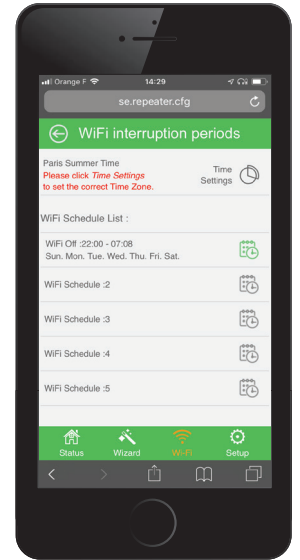 Orange F 14:29
se.repeater.cfg
WiFi interruption periods
Paris Summer Time
Please click Time Settings
to set the correct Time Zone.
Time
Settings
WiFi Schedule List :
WiFi Off :22:00 - 07:08
Sun. Mon. Tue. Wed. Thu. Fri. Sat.
WiFi Schedule :2
WiFi Schedule :3
WiFi Schedule :4
WiFi Schedule :5
Status Wizard Wi-Fi Setup